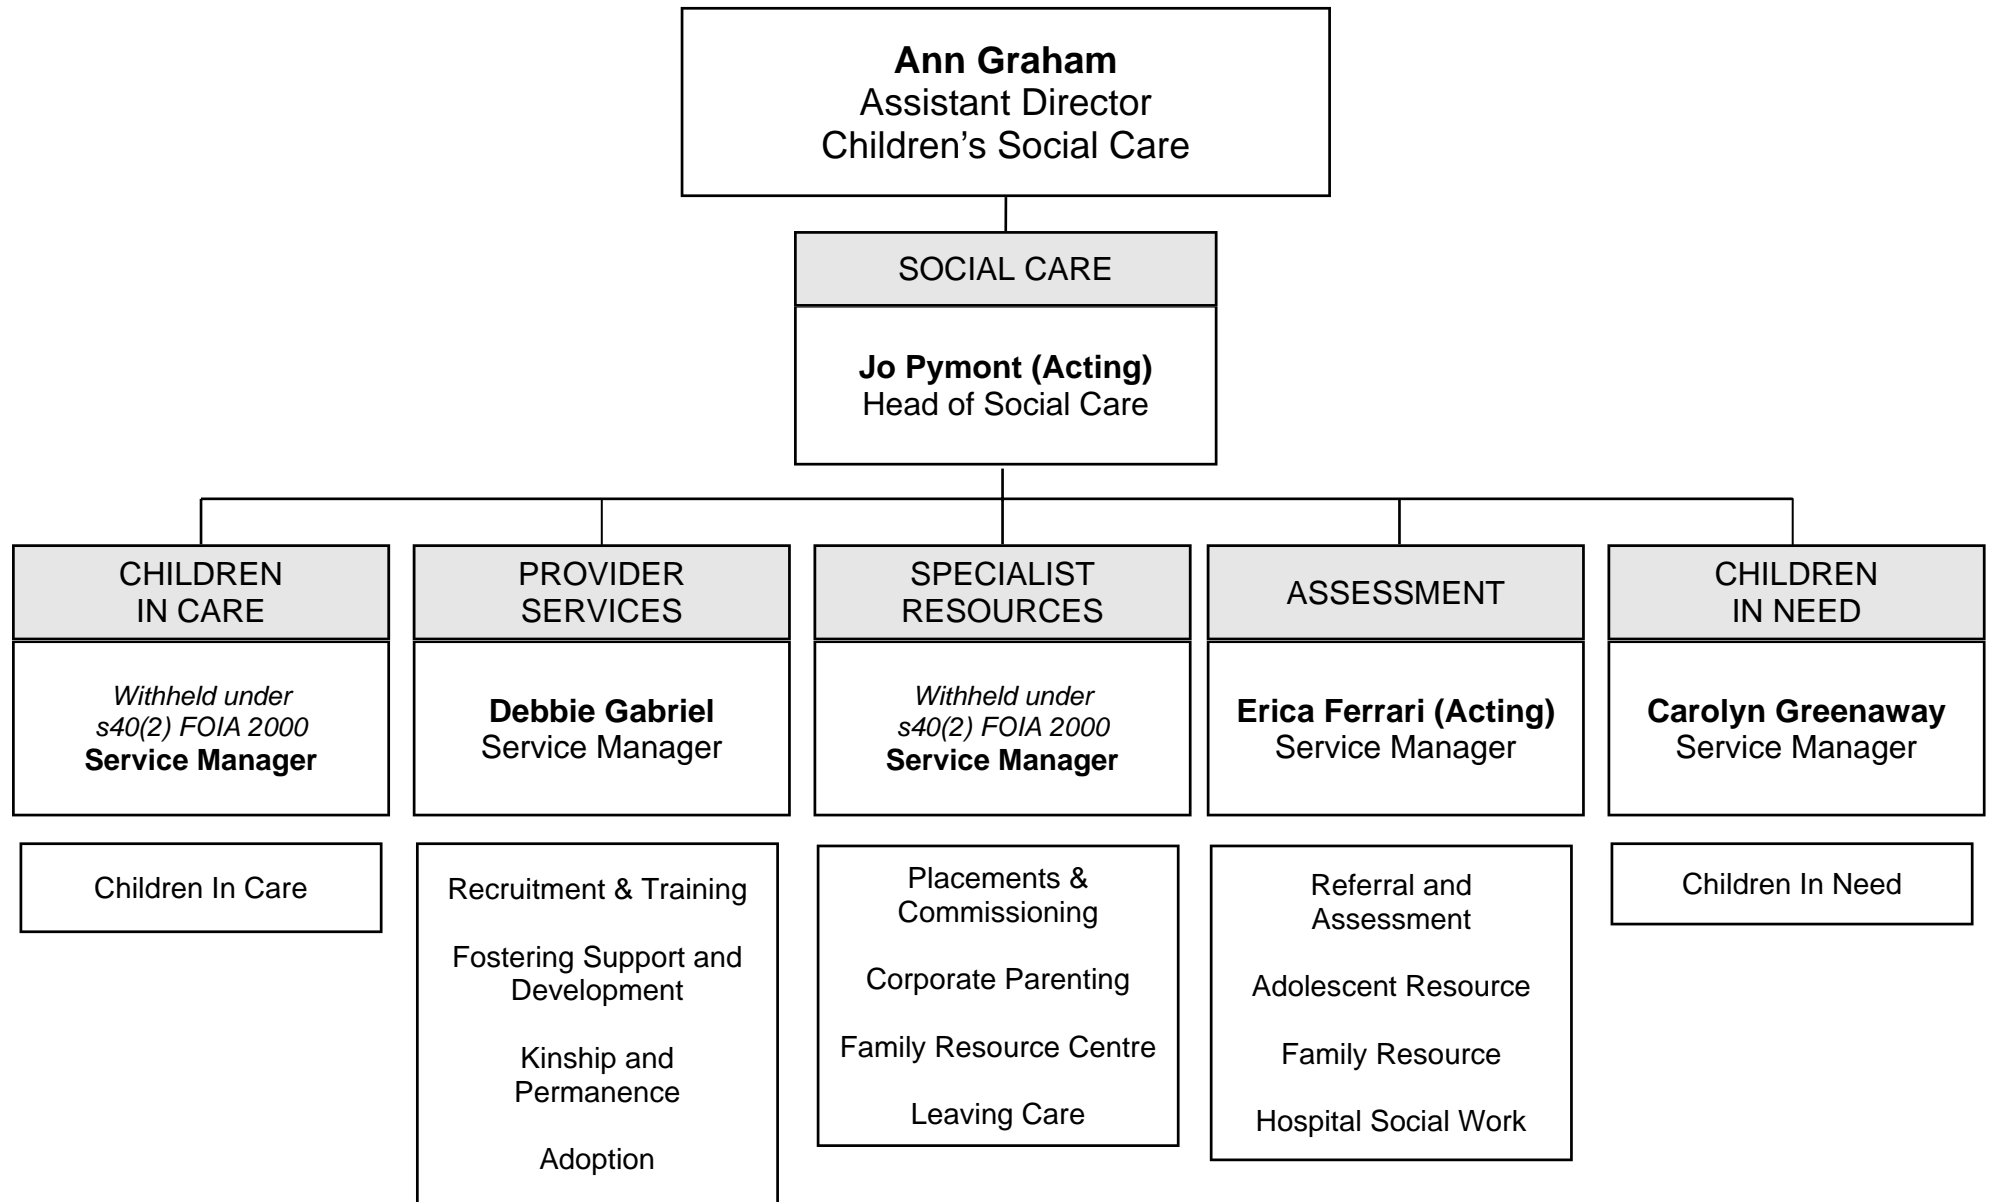 Ann Graham
Assistant Director
Children’s Social Care
SOCIAL CARE
Jo Pymont (Acting)
Head of Social Care
CHILDREN
IN CARE
Withheld under
s40(2) FOIA 2000
Service Manager
Children In Care
PROVIDER
SERVICES
Debbie Gabriel
Service Manager
Recruitment & Training
Fostering Support and
Development
Kinship and
Permanence
Adoption
SPECIALIST
RESOURCES
Withheld under
s40(2) FOIA 2000
Service Manager
Placements &
Commissioning
Corporate Parenting
Family Resource Centre
Leaving Care
ASSESSMENT
Erica Ferrari (Acting)
Service Manager
Referral and
Assessment
Adolescent Resource
Family Resource
Hospital Social Work
CHILDREN
IN NEED
Carolyn Greenaway
Service Manager
Children In Need